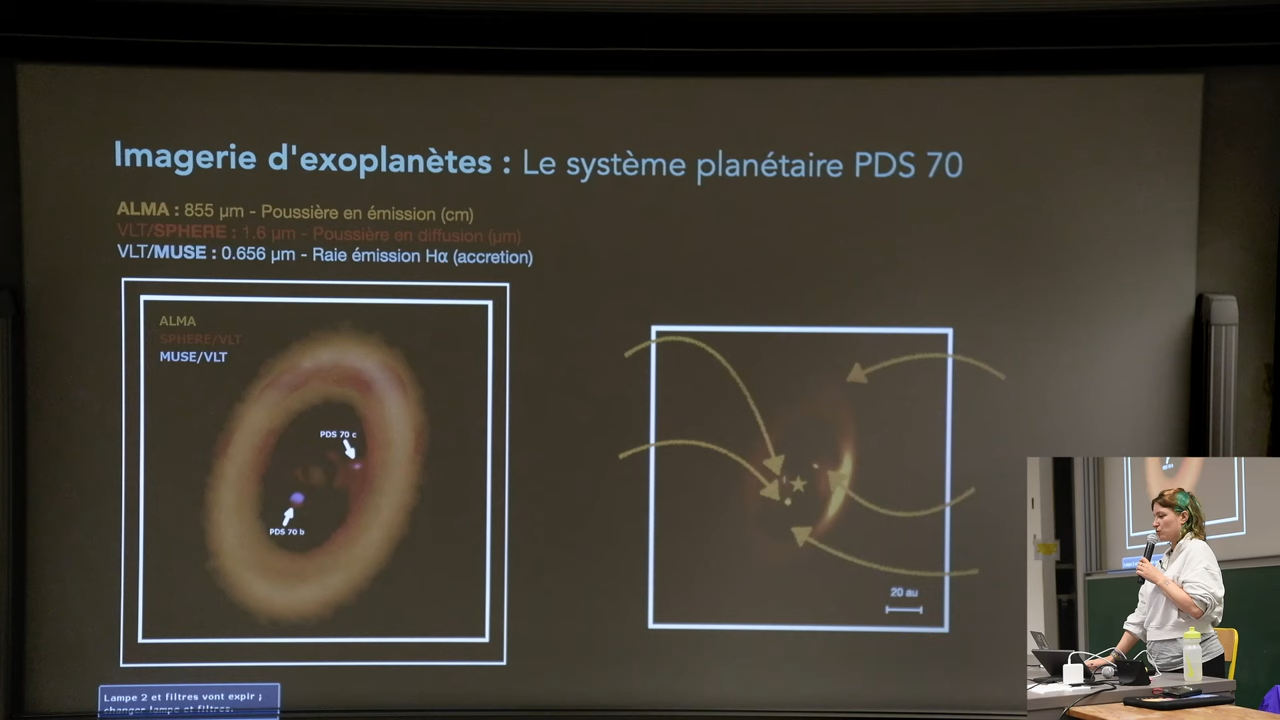 Imagerie d'exoplanètes : Le système planétaire PDS 70
ALMA : 855 µm - Poussière en émission (cm)
VLT/SPHERE : 1.6 µm - Poussière en diffusion (µm)
VLT/MUSE : 0.656 µm - Raie émission Hα (accretion)
ALMA
SPHERE/VLT
MUSE/VLT
PDS 70 c
PDS 70 b
20 au
Lampe 2 et filtres vont expir ;
changer lampe et filtres.